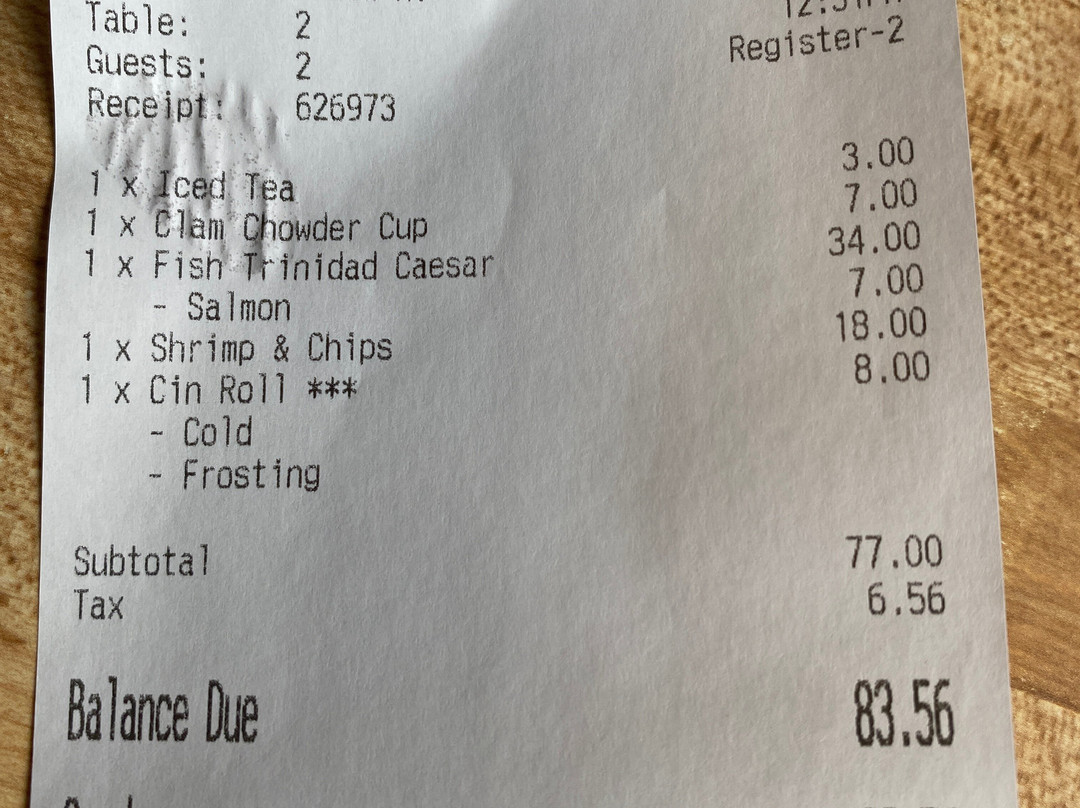 Table: 2
Register-2
Guests: 2
Receipt: 626973
1 x Iced Tea 3.00
1 x Clam Chowder Cup 7.00
1 x Fish Trinidad Caesar 34.00
- Salmon 7.00
1 x Shrimp & Chips 18.00
1 x Cin Roll *** 8.00
- Cold
- Frosting
Subtotal 77.00
Tax 6.56
Balance Due 83.56